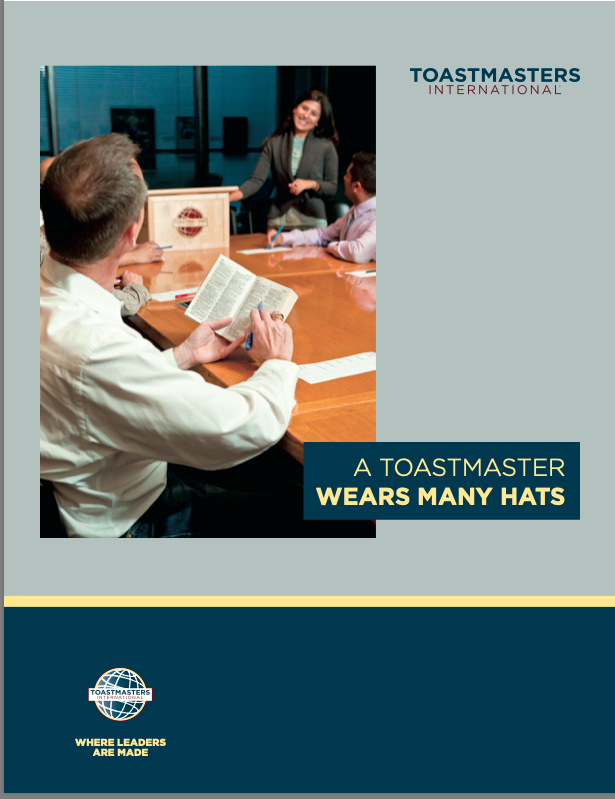 TOASTMASTERS
INTERNATIONAL
A TOASTMASTER
WEARS MANY HATS
TOASTMASTERS
INTERNATIONAL
WHERE LEADERS
ARE MADE